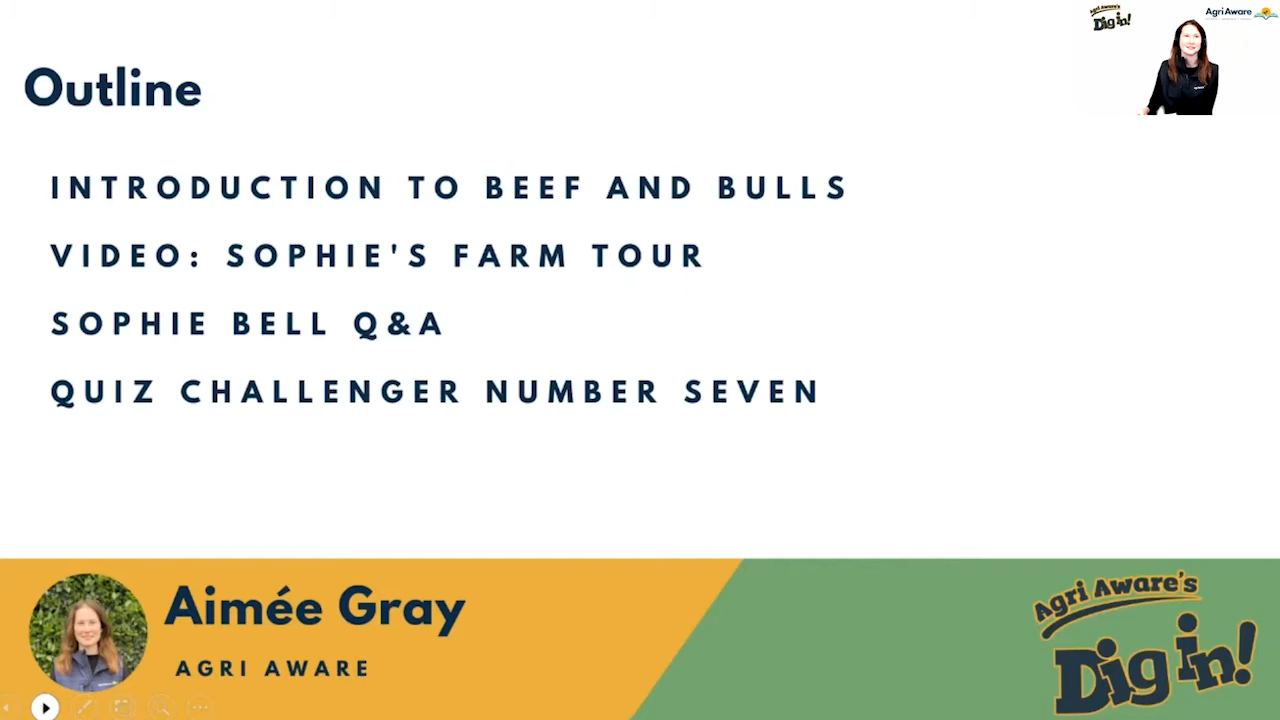 Agri Aware's
Dig in!
Agri Aware
Outline
INTRODUCTION TO BEEF AND BULLS
VIDEO: SOPHIE'S FARM TOUR
SOPHIE BELL Q&A
QUIZ CHALLENGER NUMBER SEVEN
Aimée Gray
AGRI AWARE
Agri Aware's
Dig in!